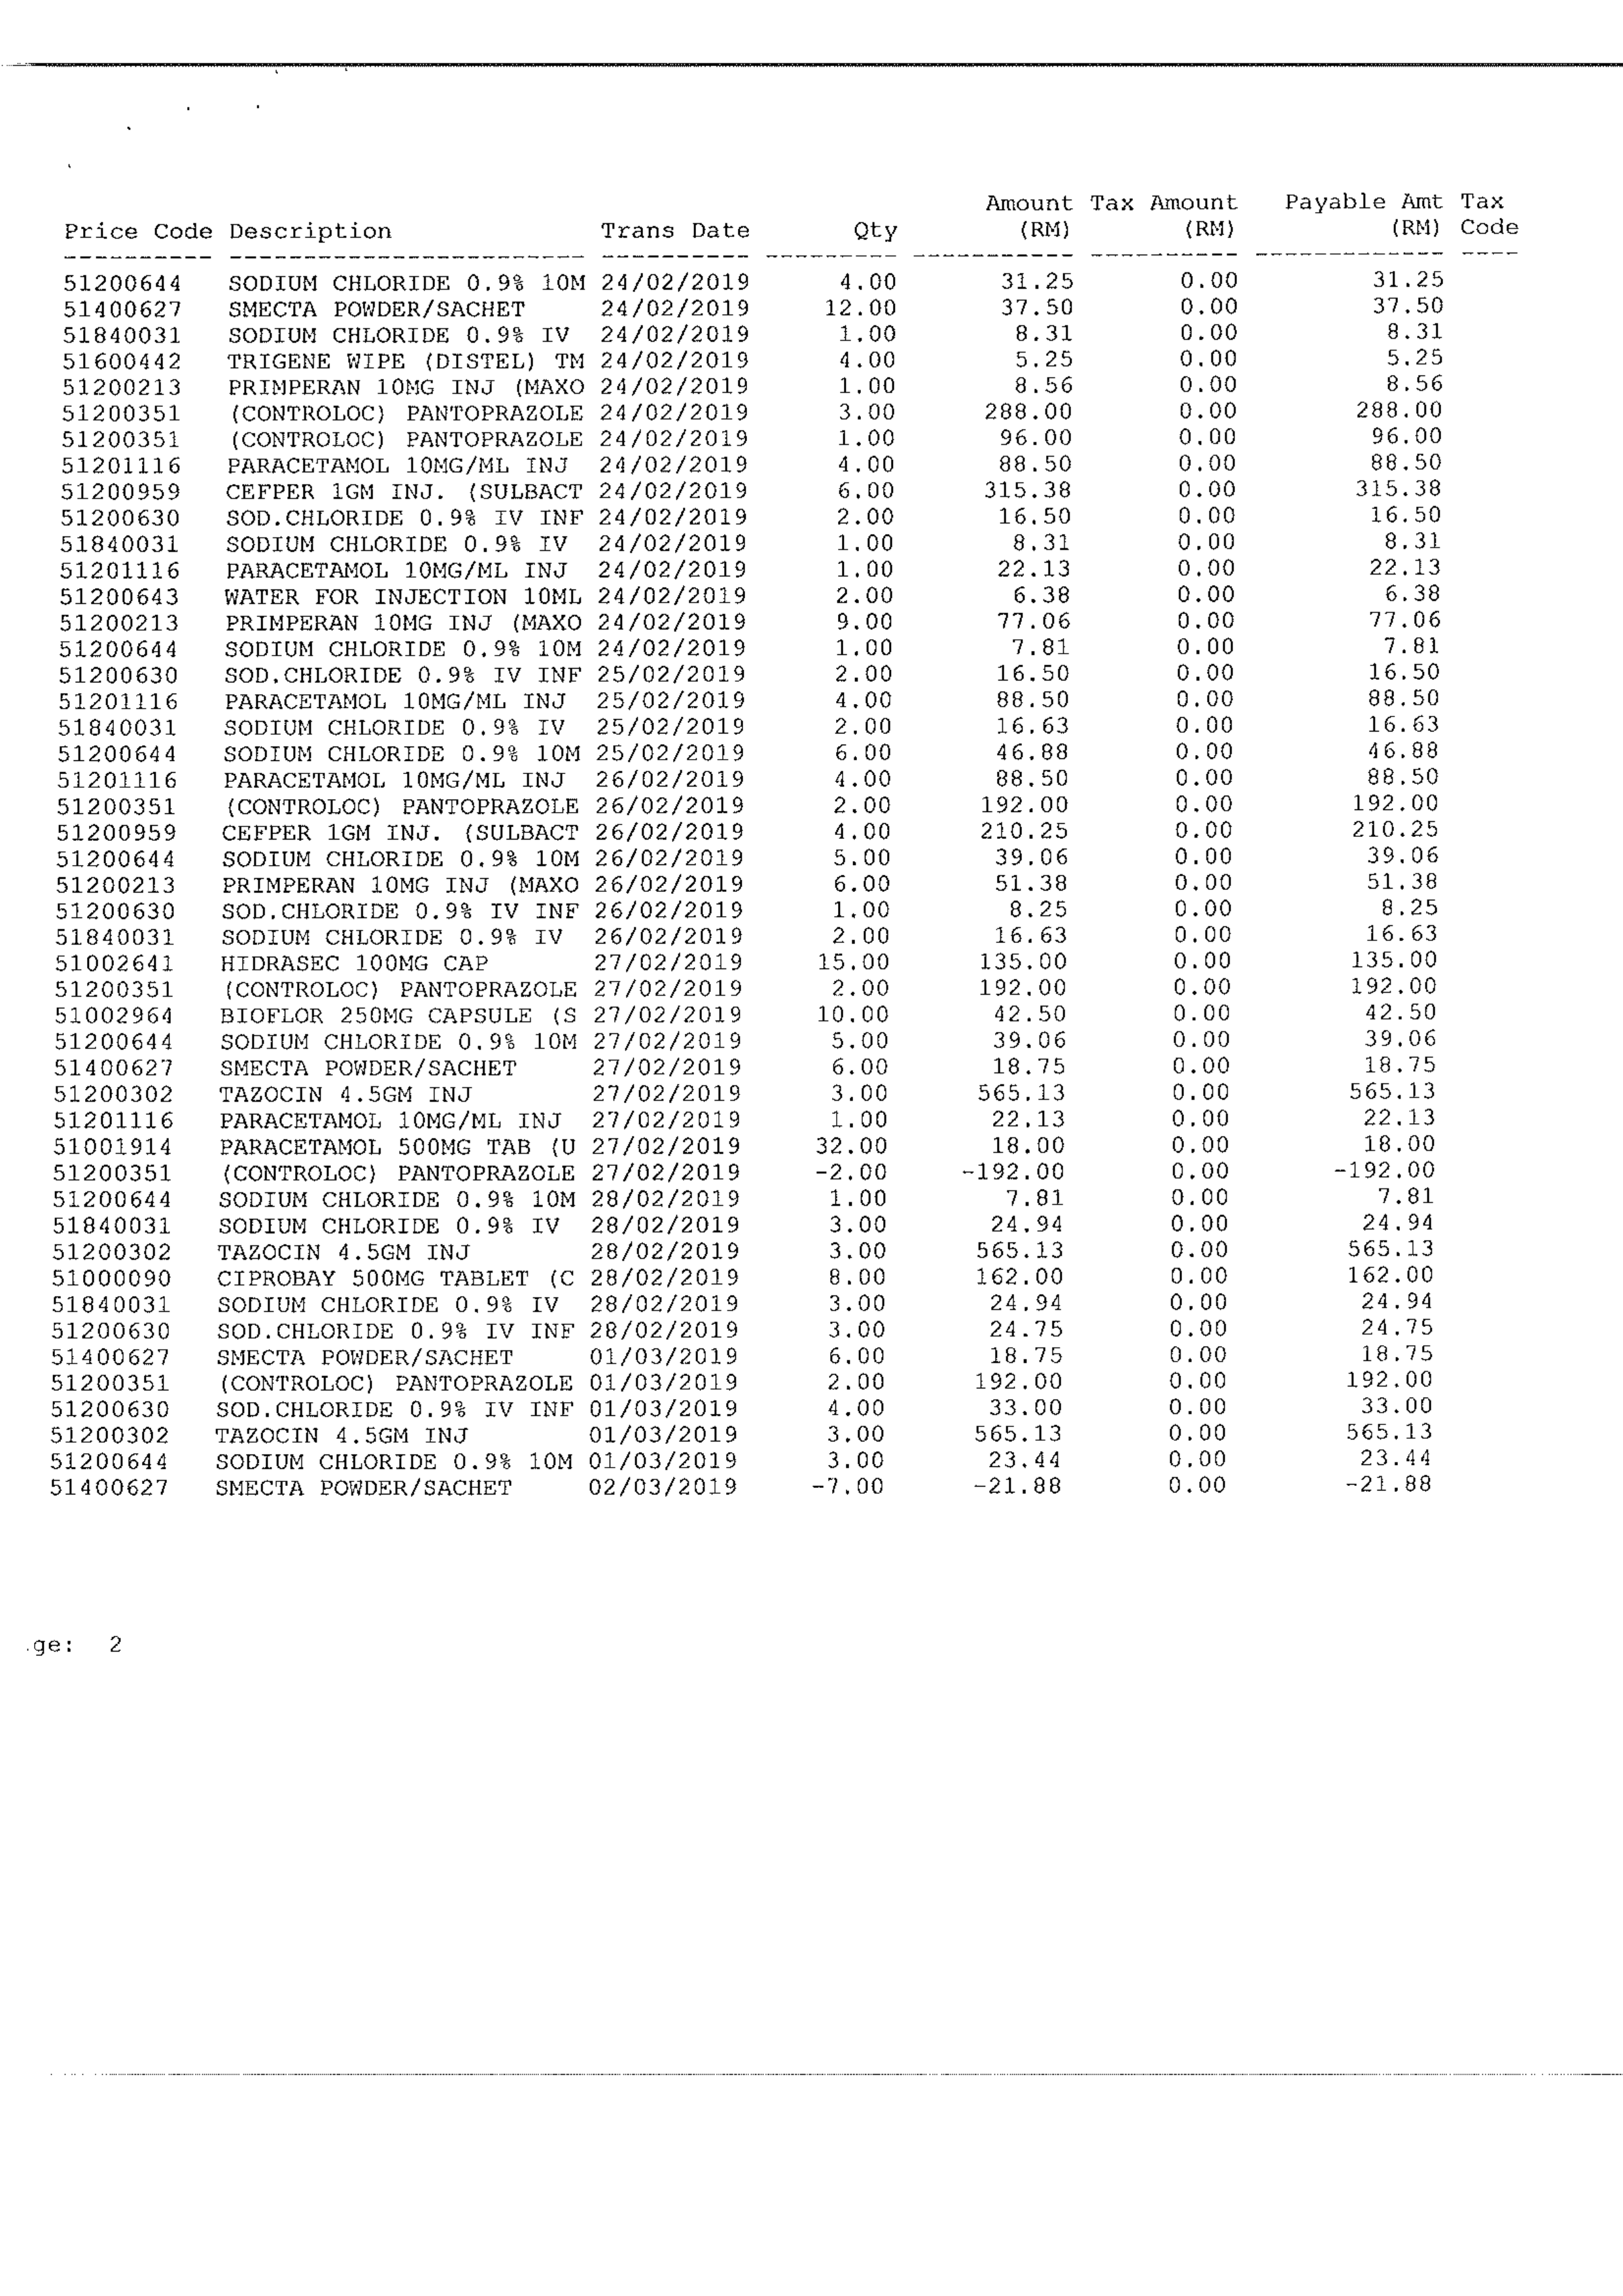 Amount Tax Amount Payable Amt Tax
Price Code Description Trans Date Qty (RM) (RM) (RM) Code
51200644 SODIUM CHLORIDE 0.9% 10M 24/02/2019 4.00 31.25 0.00 31.25
51400627 SMECTA POWDER/SACHET 24/02/2019 12.00 37.50 0.00 37.50
51840031 SODIUM CHLORIDE 0.9% IV 24/02/2019 1.00 8.31 0.00 8.31
51600442 TRIGENE WIPE (DISTEL) TM 24/02/2019 4.00 5.25 0.00 5.25
51200213 PRIMPERAN 10MG INJ (MAXO 24/02/2019 1.00 8.56 0.00 8.56
51200351 (CONTROLOC) PANTOPRAZOLE 24/02/2019 3.00 288.00 0.00 288.00
51200351 (CONTROLOC) PANTOPRAZOLE 24/02/2019 1.00 96.00 0.00 96.00
51201116 PARACETAMOL 10MG/ML INJ 24/02/2019 4.00 88.50 0.00 88.50
51200959 CEFPER 1GM INJ. (SULBACT 24/02/2019 6.00 315.38 0.00 315.38
51200630 SOD.CHLORIDE 0.9% IV INF 24/02/2019 2.00 16.50 0.00 16.50
51840031 SODIUM CHLORIDE 0.9% IV 24/02/2019 1.00 8.31 0.00 8.31
51201116 PARACETAMOL 10MG/ML INJ 24/02/2019 1.00 22.13 0.00 22.13
51200643 WATER FOR INJECTION 10ML 24/02/2019 2.00 6.38 0.00 6.38
51200213 PRIMPERAN 10MG INJ (MAXO 24/02/2019 9.00 77.06 0.00 77.06
51200644 SODIUM CHLORIDE 0.9% 10M 24/02/2019 1.00 7.81 0.00 7.81
51200630 SOD.CHLORIDE 0.9% IV INF 25/02/2019 2.00 16.50 0.00 16.50
51201116 PARACETAMOL 10MG/ML INJ 25/02/2019 4.00 88.50 0.00 88.50
51840031 SODIUM CHLORIDE 0.9% IV 25/02/2019 2.00 16.63 0.00 16.63
51200644 SODIUM CHLORIDE 0.9% 10M 25/02/2019 6.00 46.88 0.00 46.88
51201116 PARACETAMOL 10MG/ML INJ 26/02/2019 4.00 88.50 0.00 88.50
51200351 (CONTROLOC) PANTOPRAZOLE 26/02/2019 2.00 192.00 0.00 192.00
51200959 CEFPER 1GM INJ. (SULBACT 26/02/2019 4.00 210.25 0.00 210.25
51200644 SODIUM CHLORIDE 0.9% 10M 26/02/2019 5.00 39.06 0.00 39.06
51200213 PRIMPERAN 10MG INJ (MAXO 26/02/2019 6.00 51.38 0.00 51.38
51200630 SOD.CHLORIDE 0.9% IV INF 26/02/2019 1.00 8.25 0.00 8.25
51840031 SODIUM CHLORIDE 0.9% IV 26/02/2019 2.00 16.63 0.00 16.63
51002641 HIDRASEC 100MG CAP 27/02/2019 15.00 135.00 0.00 135.00
51200351 (CONTROLOC) PANTOPRAZOLE 27/02/2019 2.00 192.00 0.00 192.00
51002964 BIOFLOR 250MG CAPSULE (S 27/02/2019 10.00 42.50 0.00 42.50
51200644 SODIUM CHLORIDE 0.9% 10M 27/02/2019 5.00 39.06 0.00 39.06
51400627 SMECTA POWDER/SACHET 27/02/2019 6.00 18.75 0.00 18.75
51200302 TAZOCIN 4.5GM INJ 27/02/2019 3.00 565.13 0.00 565.13
51201116 PARACETAMOL 10MG/ML INJ 27/02/2019 1.00 22.13 0.00 22.13
51001914 PARACETAMOL 500MG TAB (U 27/02/2019 32.00 18.00 0.00 18.00
51200351 (CONTROLOC) PANTOPRAZOLE 27/02/2019 -2.00 -192.00 0.00 -192.00
51200644 SODIUM CHLORIDE 0.9% 10M 28/02/2019 1.00 7.81 0.00 7.81
51840031 SODIUM CHLORIDE 0.9% IV 28/02/2019 3.00 24.94 0.00 24.94
51200302 TAZOCIN 4.5GM INJ 28/02/2019 3.00 565.13 0.00 565.13
51000090 CIPROBAY 500MG TABLET (C 28/02/2019 8.00 162.00 0.00 162.00
51840031 SODIUM CHLORIDE 0.9% IV 28/02/2019 3.00 24.94 0.00 24.94
51200630 SOD.CHLORIDE 0.9% IV INF 28/02/2019 3.00 24.75 0.00 24.75
51400627 SMECTA POWDER/SACHET 01/03/2019 6.00 18.75 0.00 18.75
51200351 (CONTROLOC) PANTOPRAZOLE 01/03/2019 2.00 192.00 0.00 192.00
51200630 SOD.CHLORIDE 0.9% IV INF 01/03/2019 4.00 33.00 0.00 33.00
51200302 TAZOCIN 4.5GM INJ 01/03/2019 3.00 565.13 0.00 565.13
51200644 SODIUM CHLORIDE 0.9% 10M 01/03/2019 3.00 23.44 0.00 23.44
51400627 SMECTA POWDER/SACHET 02/03/2019 -7.00 -21.88 0.00 -21.88
ge: 2